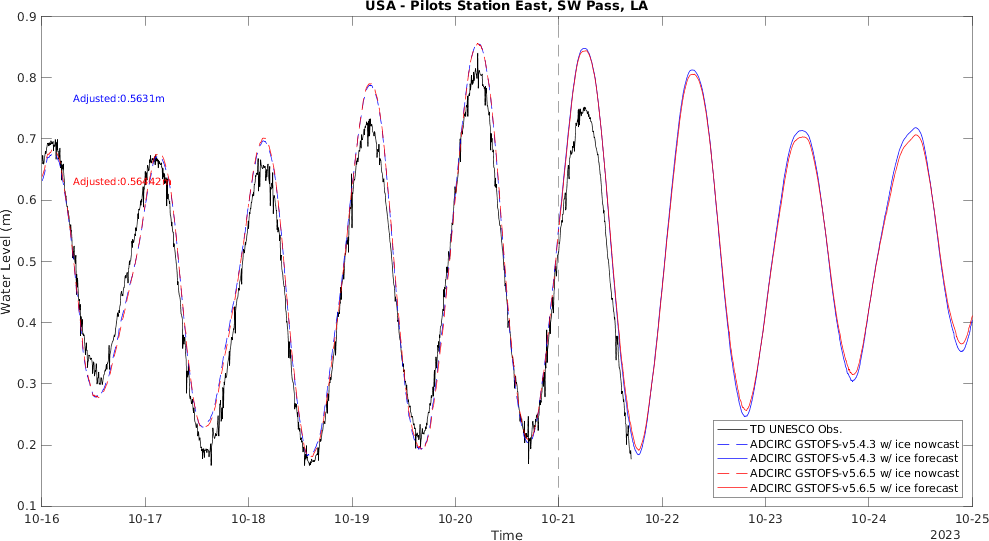 USA - Pilots Station East, SW Pass, LA
0.9
0.8
0.7
0.6
0.5
0.4
0.3
0.2
0.1
Water Level (m)
Adjusted:0.5631m
TD UNESCO Obs.
ADCIRC GSTOFS-v5.4.3 w/ ice nowcast
ADCIRC GSTOFS-v5.4.3 w/ ice forecast
ADCIRC GSTOFS-v5.6.5 w/ ice nowcast
ADCIRC GSTOFS-v5.6.5 w/ ice forecast
10-16
10-17
10-18
10-19
10-20
10-21
10-22
10-23
10-24
10-25
Time
2023